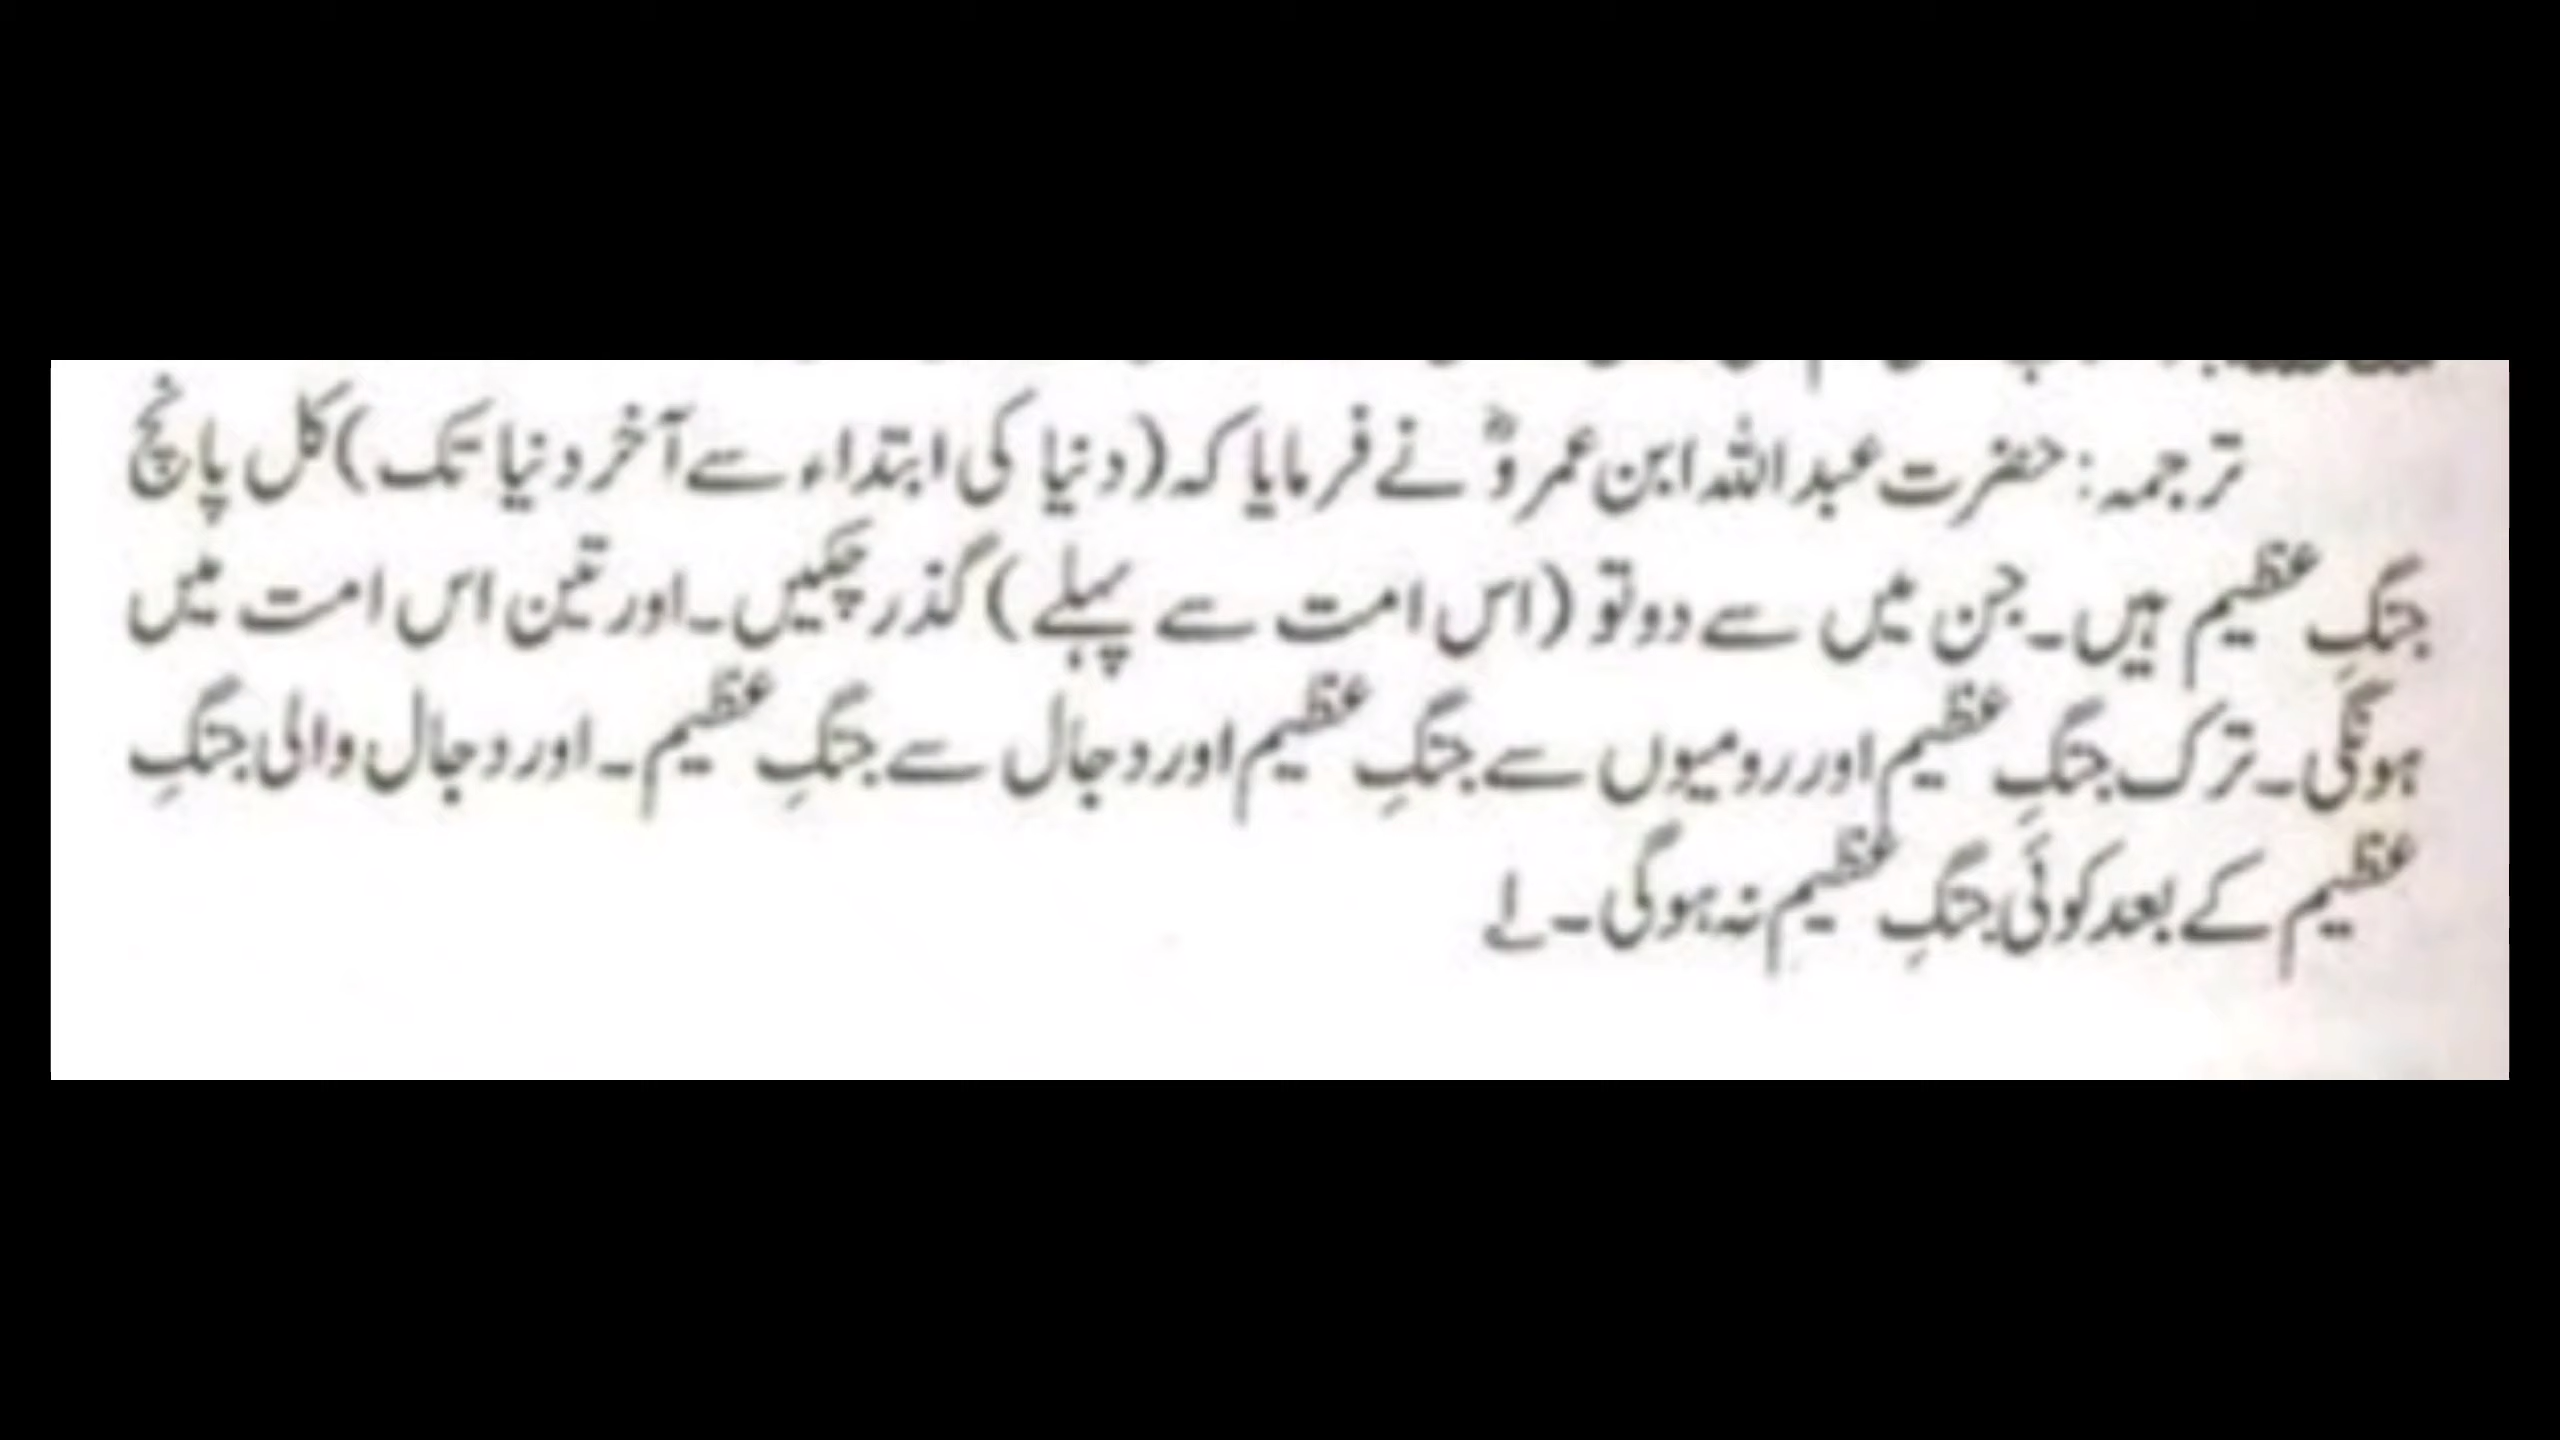 ترجمہ: حضرت عبداللہ ابن عمروؓ نے فرمایا کہ (دنیا کی ابتداء سے آخر دنیا تک) کل پانچ
جنگِ عظیم ہیں۔ جن میں سے دو تو (اس امت سے پہلے) گذر چکیں۔ اور تین اس امت میں
ہونگی۔ ترک جنگِ عظیم اور رومیوں سے جنگِ عظیم اور دجال سے جنگِ عظیم۔ اور دجال والی جنگِ
عظیم کے بعد کوئی جنگِ عظیم نہ ہوگی۔ لے